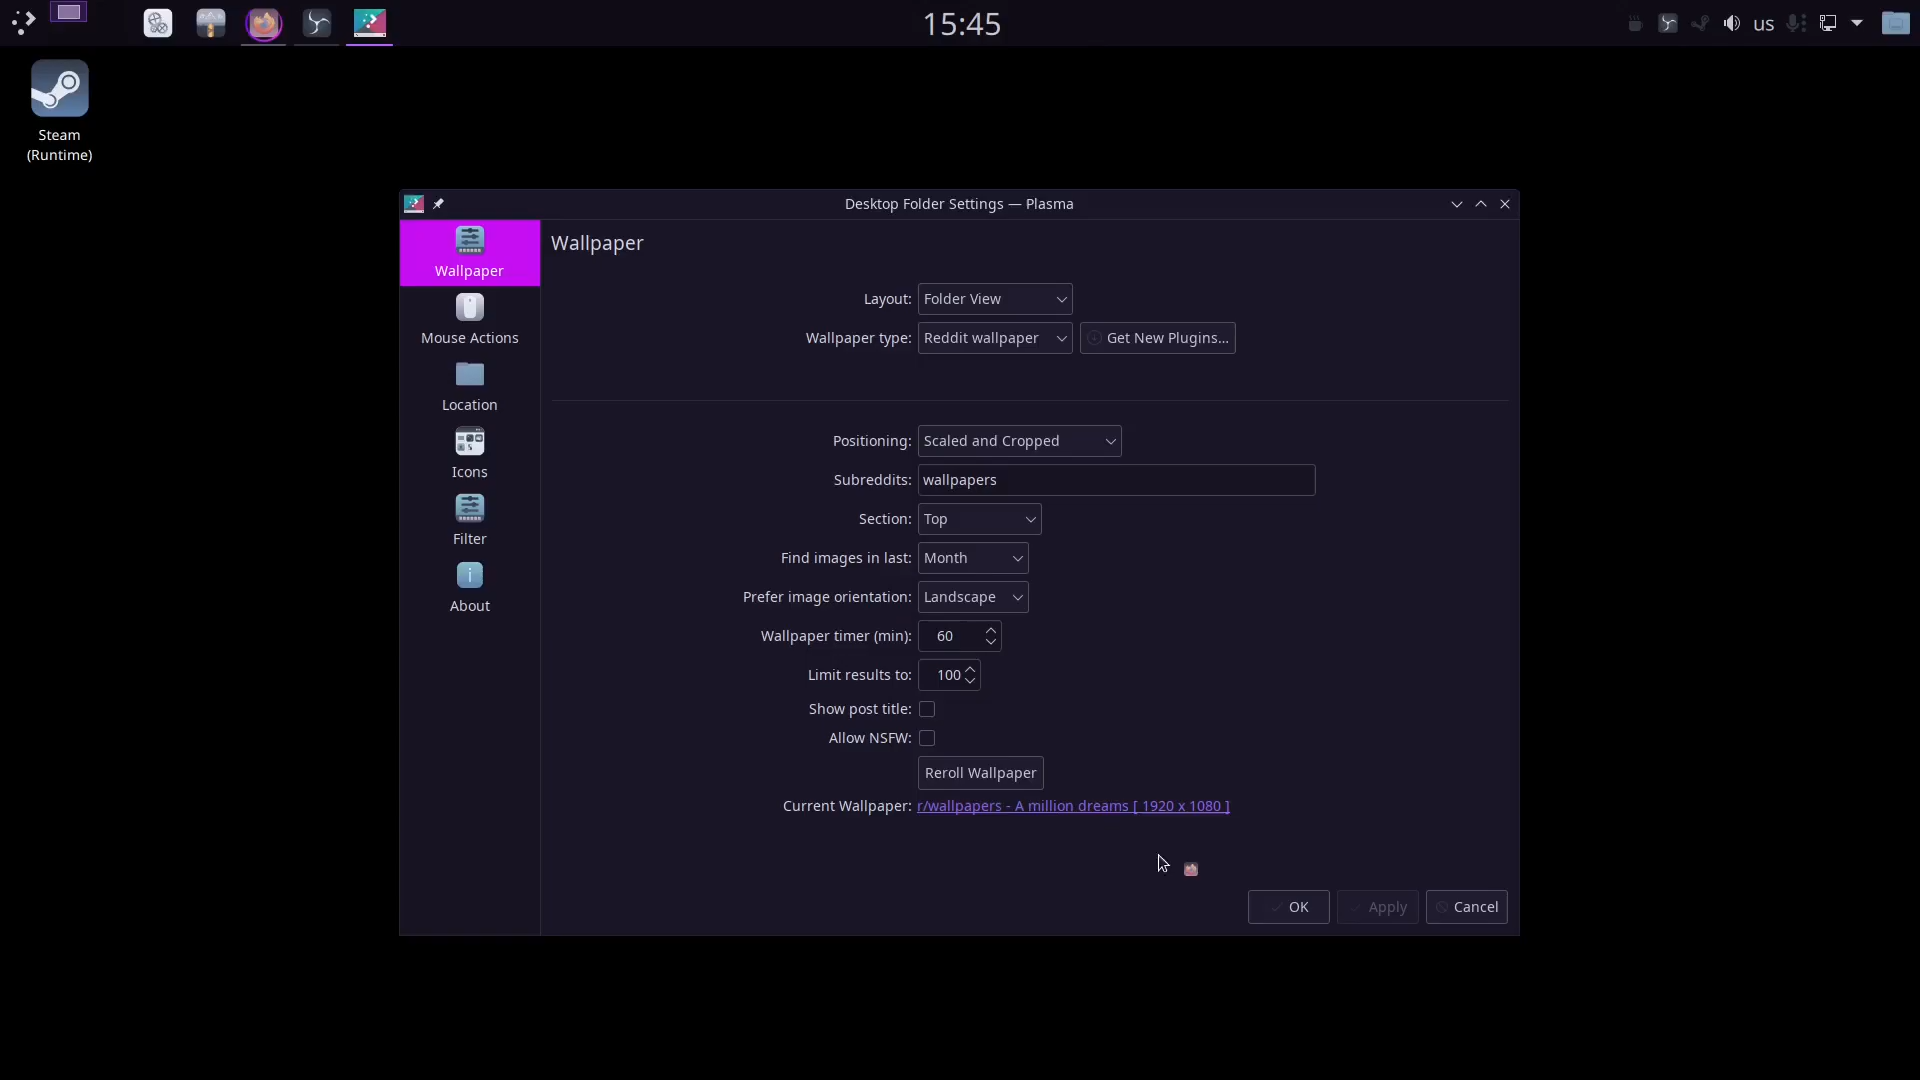 15:45
us
Steam
(Runtime)
Desktop Folder Settings — Plasma
Wallpaper
Mouse Actions
Location
Icons
Filter
About
Wallpaper
Layout: Folder View
Wallpaper type: Reddit wallpaper Get New Plugins...
Positioning: Scaled and Cropped
Subreddits: wallpapers
Section: Top
Find images in last: Month
Prefer image orientation: Landscape
Wallpaper timer (min): 60
Limit results to: 100
Show post title:
Allow NSFW:
Reroll Wallpaper
Current Wallpaper: r/wallpapers - A million dreams [ 1920 x 1080 ]
OK Apply Cancel